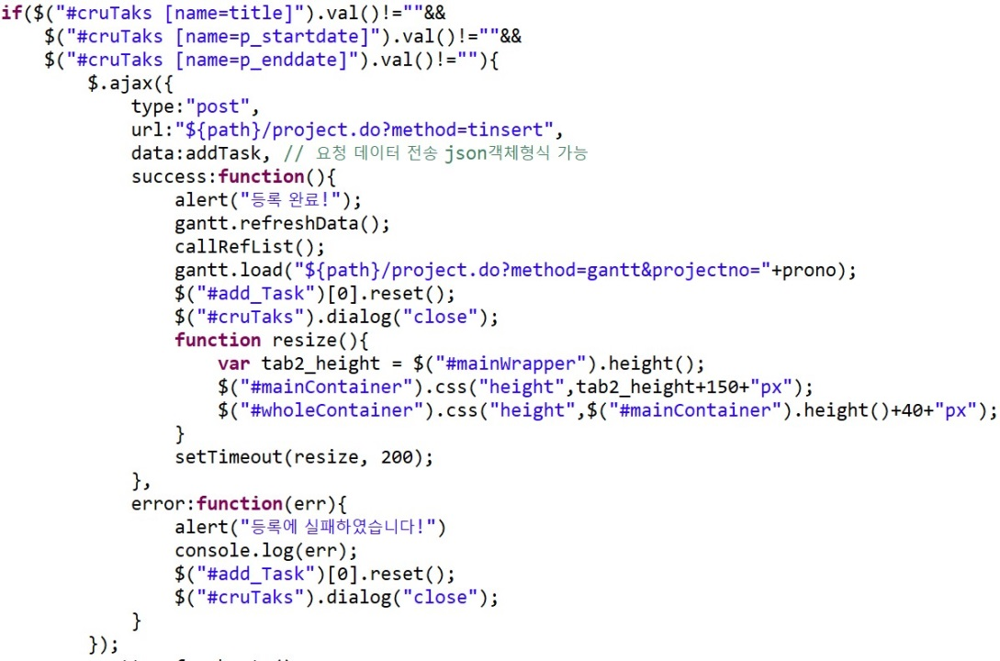 if($("#cruTaks [name=title]").val()!=""&&
$("#cruTaks [name=p_startdate]").val()!=""&&
$("#cruTaks [name=p_enddate]").val()!=""){
$.ajax({
type:"post",
url:"${path}/project.do?method=tinsert",
data:addTask, // 요청 데이터 전송 json객체형식 가능
success:function(){
alert("등록 완료!");
gantt.refreshData();
callRefList();
gantt.load("${path}/project.do?method=gantt&projectno="+prono);
$("#add_Task")[0].reset();
$("#cruTaks").dialog("close");
function resize(){
var tab2_height = $("#mainWrapper").height();
$("#mainContainer").css("height",tab2_height+150+"px");
$("#wholeContainer").css("height",$("#mainContainer").height()+40+"px");
}
setTimeout(resize, 200);
},
error:function(err){
alert("등록에 실패하였습니다!")
console.log(err);
$("#add_Task")[0].reset();
$("#cruTaks").dialog("close");
}
});